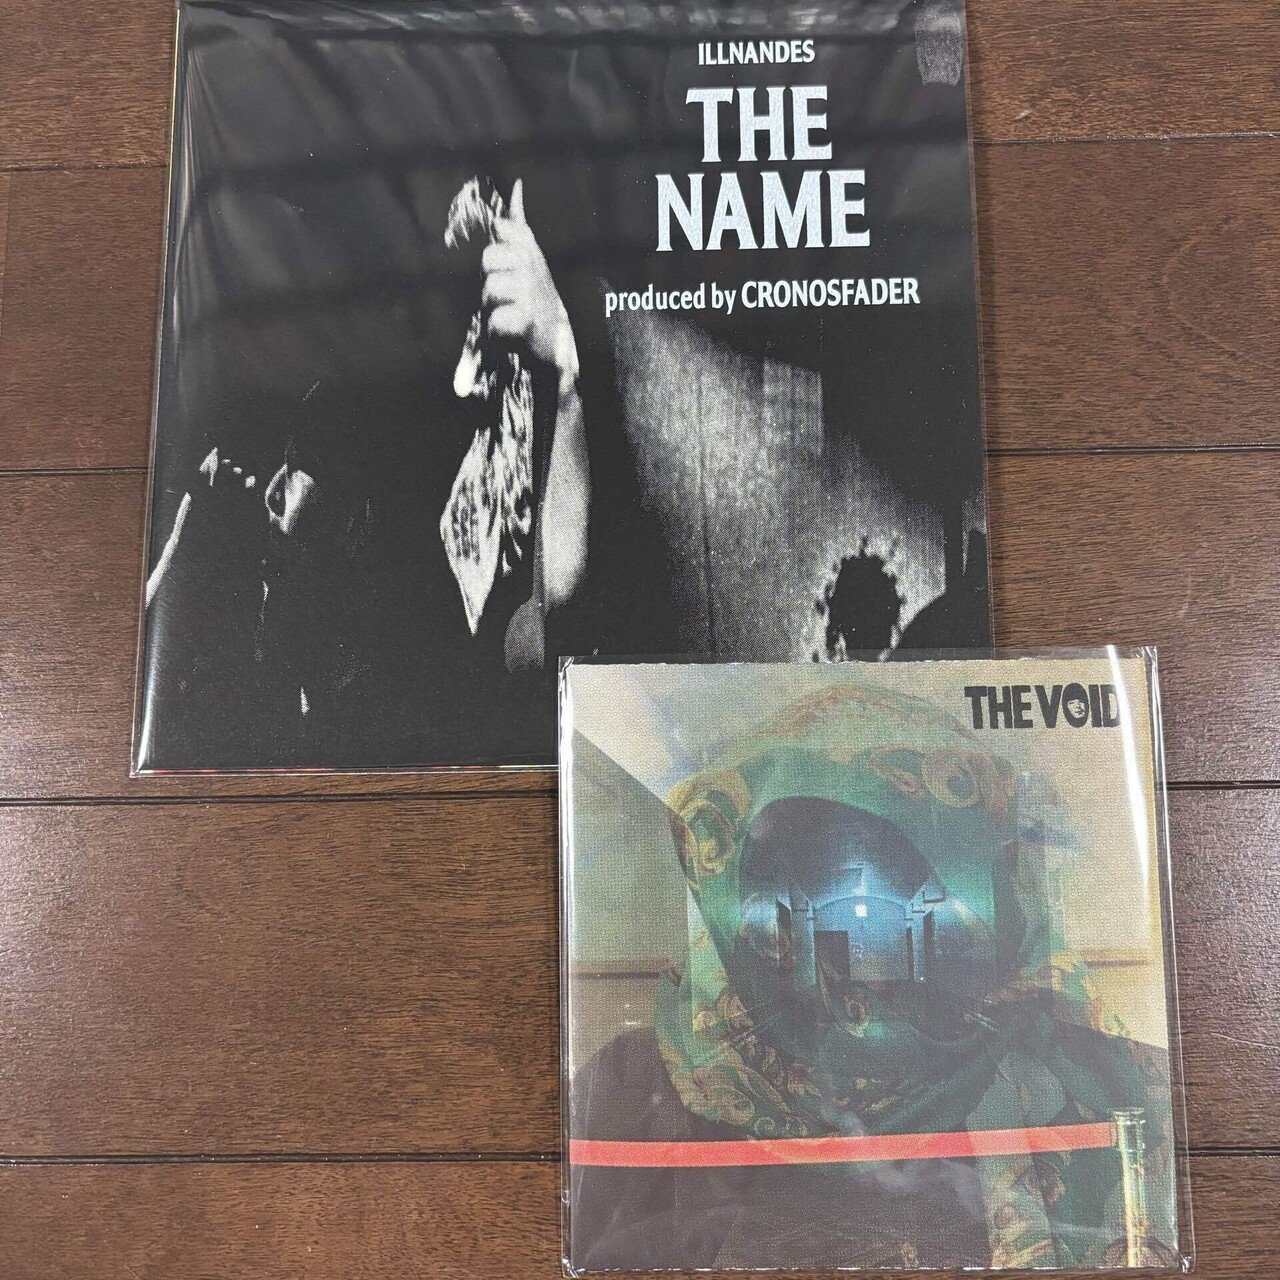 ILLNANDES
THE
NAME
produced by CRONOSFADER
THE VOID